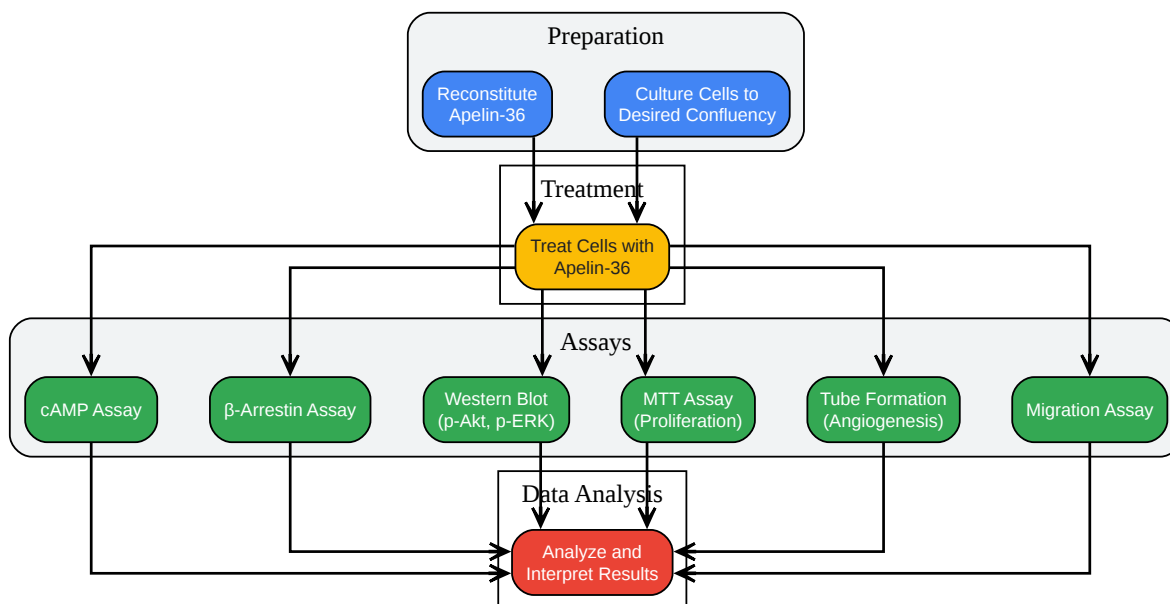 Preparation
Reconstitute
Apelin-36
Culture Cells to
Desired Confluency
Treatment
Treat Cells with
Apelin-36
Assays
cAMP Assay
β-Arrestin Assay
Western Blot
(p-Akt, p-ERK)
MTT Assay
(Proliferation)
Tube Formation
(Angiogenesis)
Migration Assay
Data Analysis
Analyze and
Interpret Results